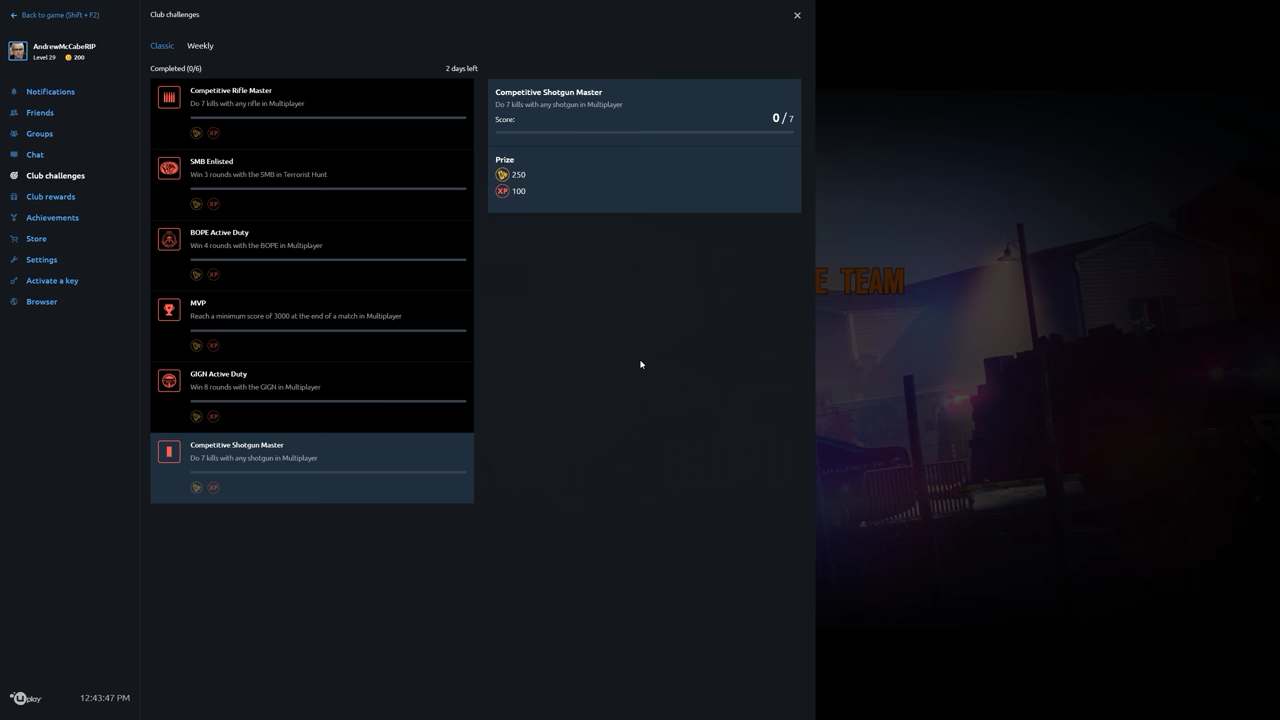 Back to game (Shift + F2)
AndrewMcCabeRIP
Level 29 200
Notifications
Friends
Groups
Chat
Club challenges
Club rewards
Achievements
Store
Settings
Activate a key
Browser
uplay
12:43:47 PM
Club challenges
Classic Weekly
Completed (0/6) 2 days left
Competitive Rifle Master
Do 7 kills with any rifle in Multiplayer
XP
SMB Enlisted
Win 3 rounds with the SMB in Terrorist Hunt
XP
BOPE Active Duty
Win 4 rounds with the BOPE in Multiplayer
XP
MVP
Reach a minimum score of 3000 at the end of a match in Multiplayer
XP
GIGN Active Duty
Win 8 rounds with the GIGN in Multiplayer
XP
Competitive Shotgun Master
Do 7 kills with any shotgun in Multiplayer
XP
Competitive Shotgun Master
Do 7 kills with any shotgun in Multiplayer
Score: 0 / 7
Prize
250
XP 100
E TEAM